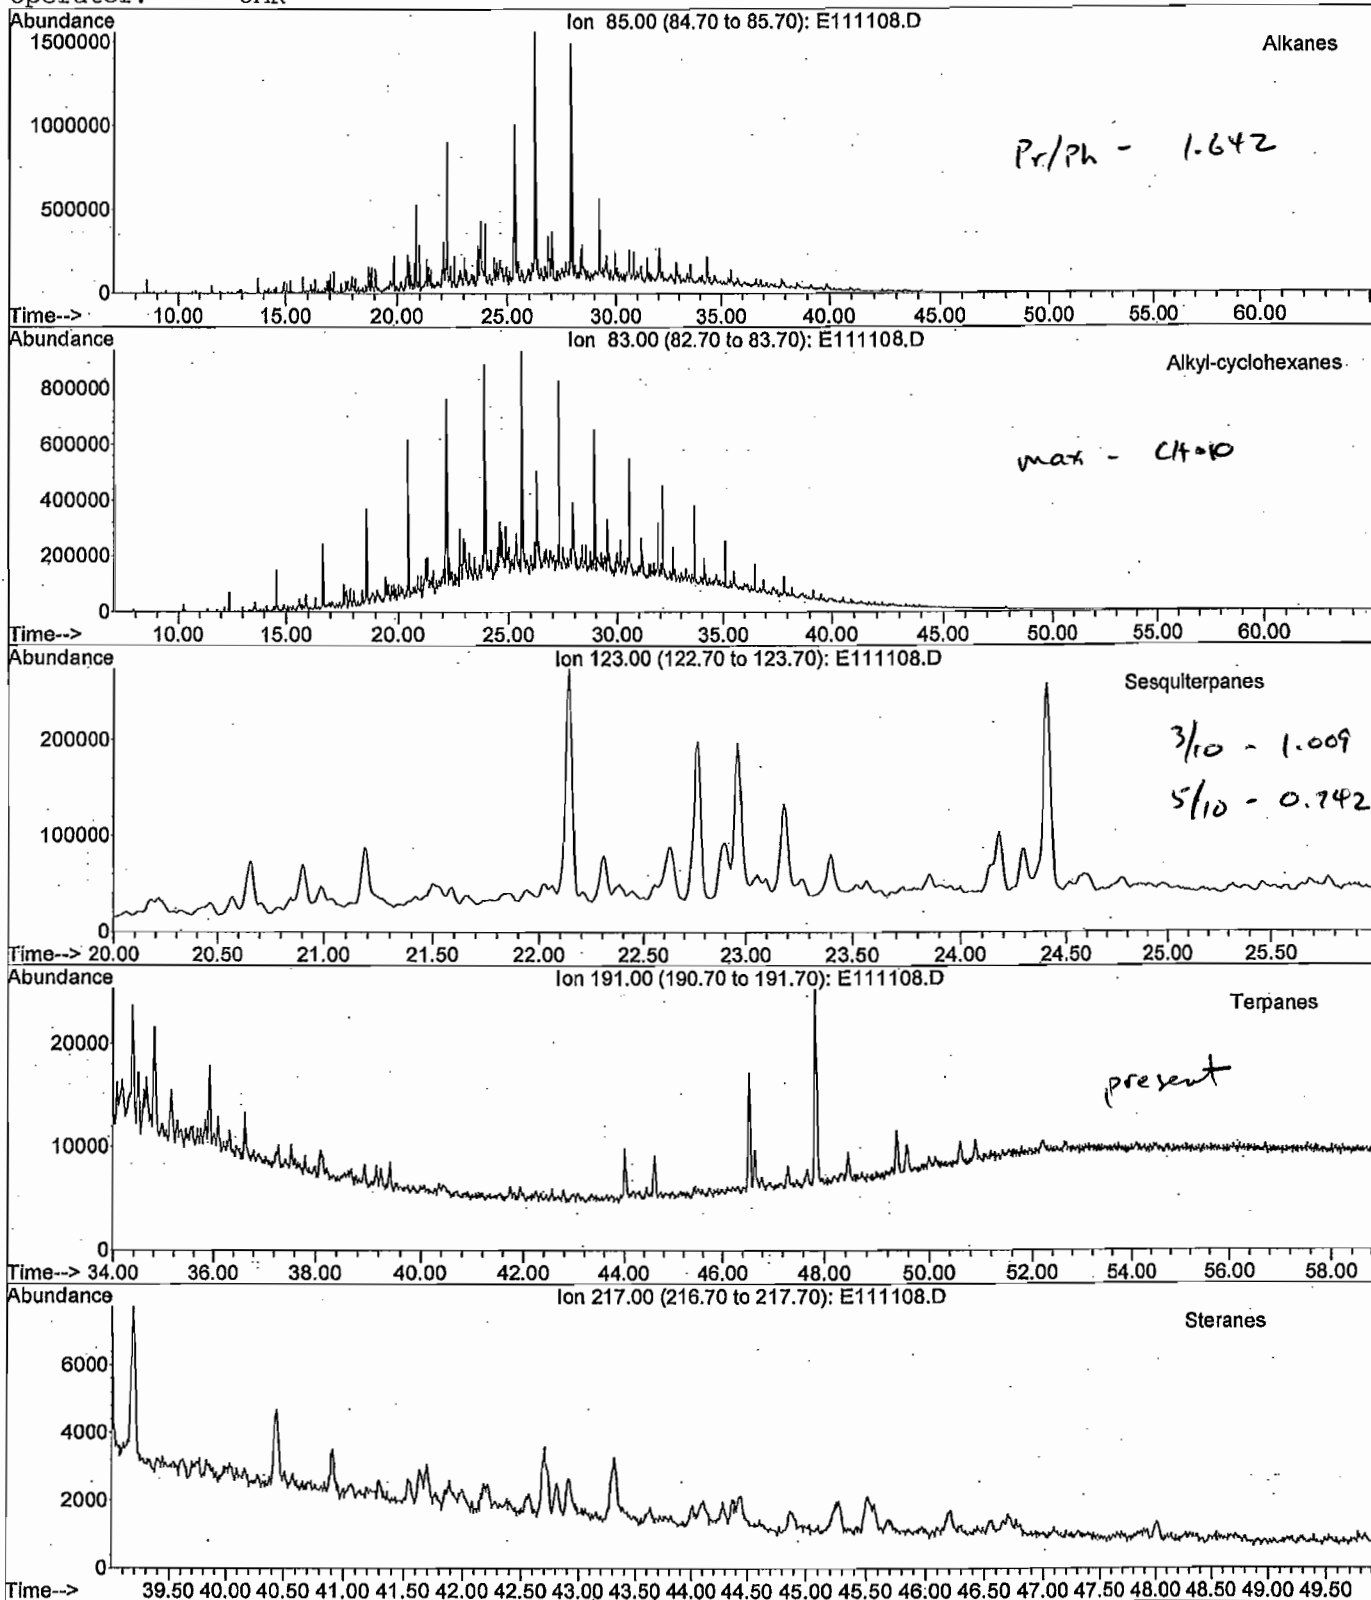 Abundance
Ion 85.00 (84.70 to 85.70): E111108.D
Alkanes
1500000
1000000
500000
0
Pr/Ph - 1.642
Time--> 10.00 15.00 20.00 25.00 30.00 35.00 40.00 45.00 50.00 55.00 60.00
Abundance
Ion 83.00 (82.70 to 83.70): E111108.D
Alkyl-cyclohexanes
800000
600000
400000
200000
0
max -
Time--> 10.00 15.00 20.00 25.00 30.00 35.00 40.00 45.00 50.00 55.00 60.00
Abundance
Ion 123.00 (122.70 to 123.70): E111108.D
Sesquiterpanes
200000
100000
0
3/10 - 1.009
5/10 - 0.742
Time--> 20.00 20.50 21.00 21.50 22.00 22.50 23.00 23.50 24.00 24.50 25.00 25.50
Abundance
Ion 191.00 (190.70 to 191.70): E111108.D
Terpanes
20000
10000
0
present
Time--> 34.00 36.00 38.00 40.00 42.00 44.00 46.00 48.00 50.00 52.00 54.00 56.00 58.00
Abundance
Ion 217.00 (216.70 to 217.70): E111108.D
Steranes
6000
4000
2000
0
Time--> 39.50 40.00 40.50 41.00 41.50 42.00 42.50 43.00 43.50 44.00 44.50 45.00 45.50 46.00 46.50 47.00 47.50 48.00 48.50 49.00 49.50